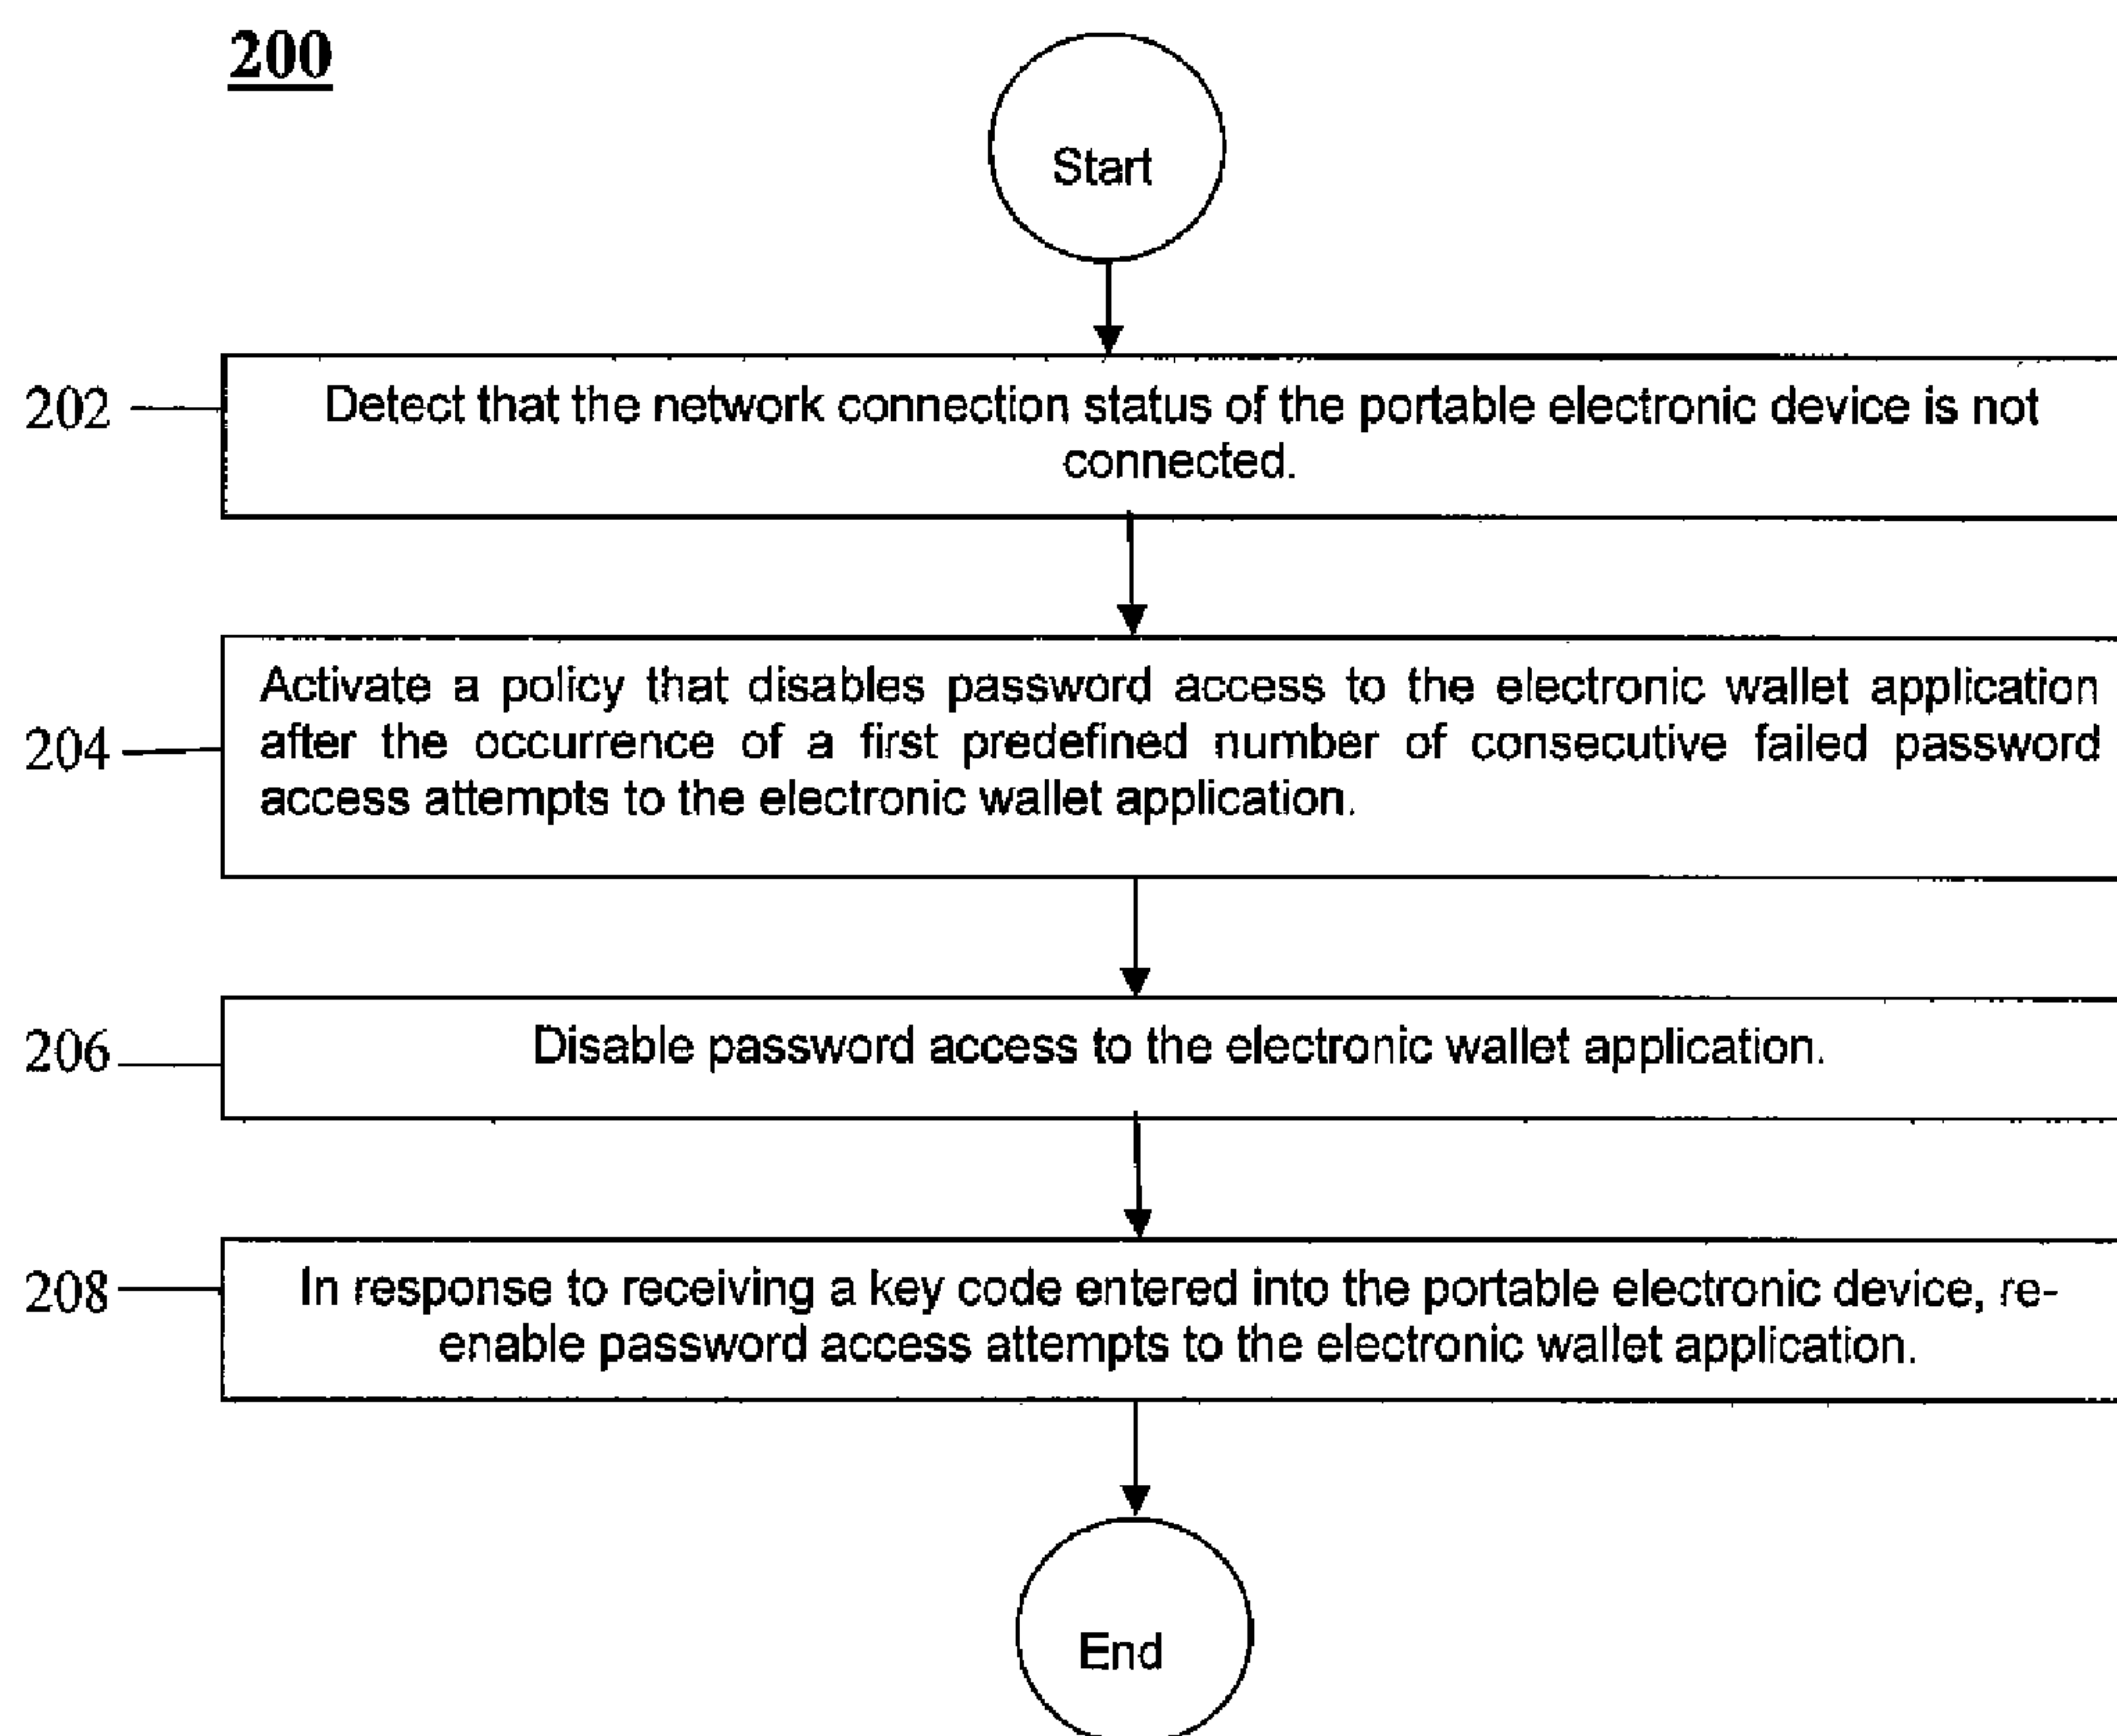 200
Start
202
Detect that the network connection status of the portable electronic device is not
connected.
204
Activate a policy that disables password access to the electronic wallet application
after the occurrence of a first predefined number of consecutive failed password
access attempts to the electronic wallet application.
206
Disable password access to the electronic wallet application.
208
In response to receiving a key code entered into the portable electronic device, re-
enable password access attempts to the electronic wallet application.
End